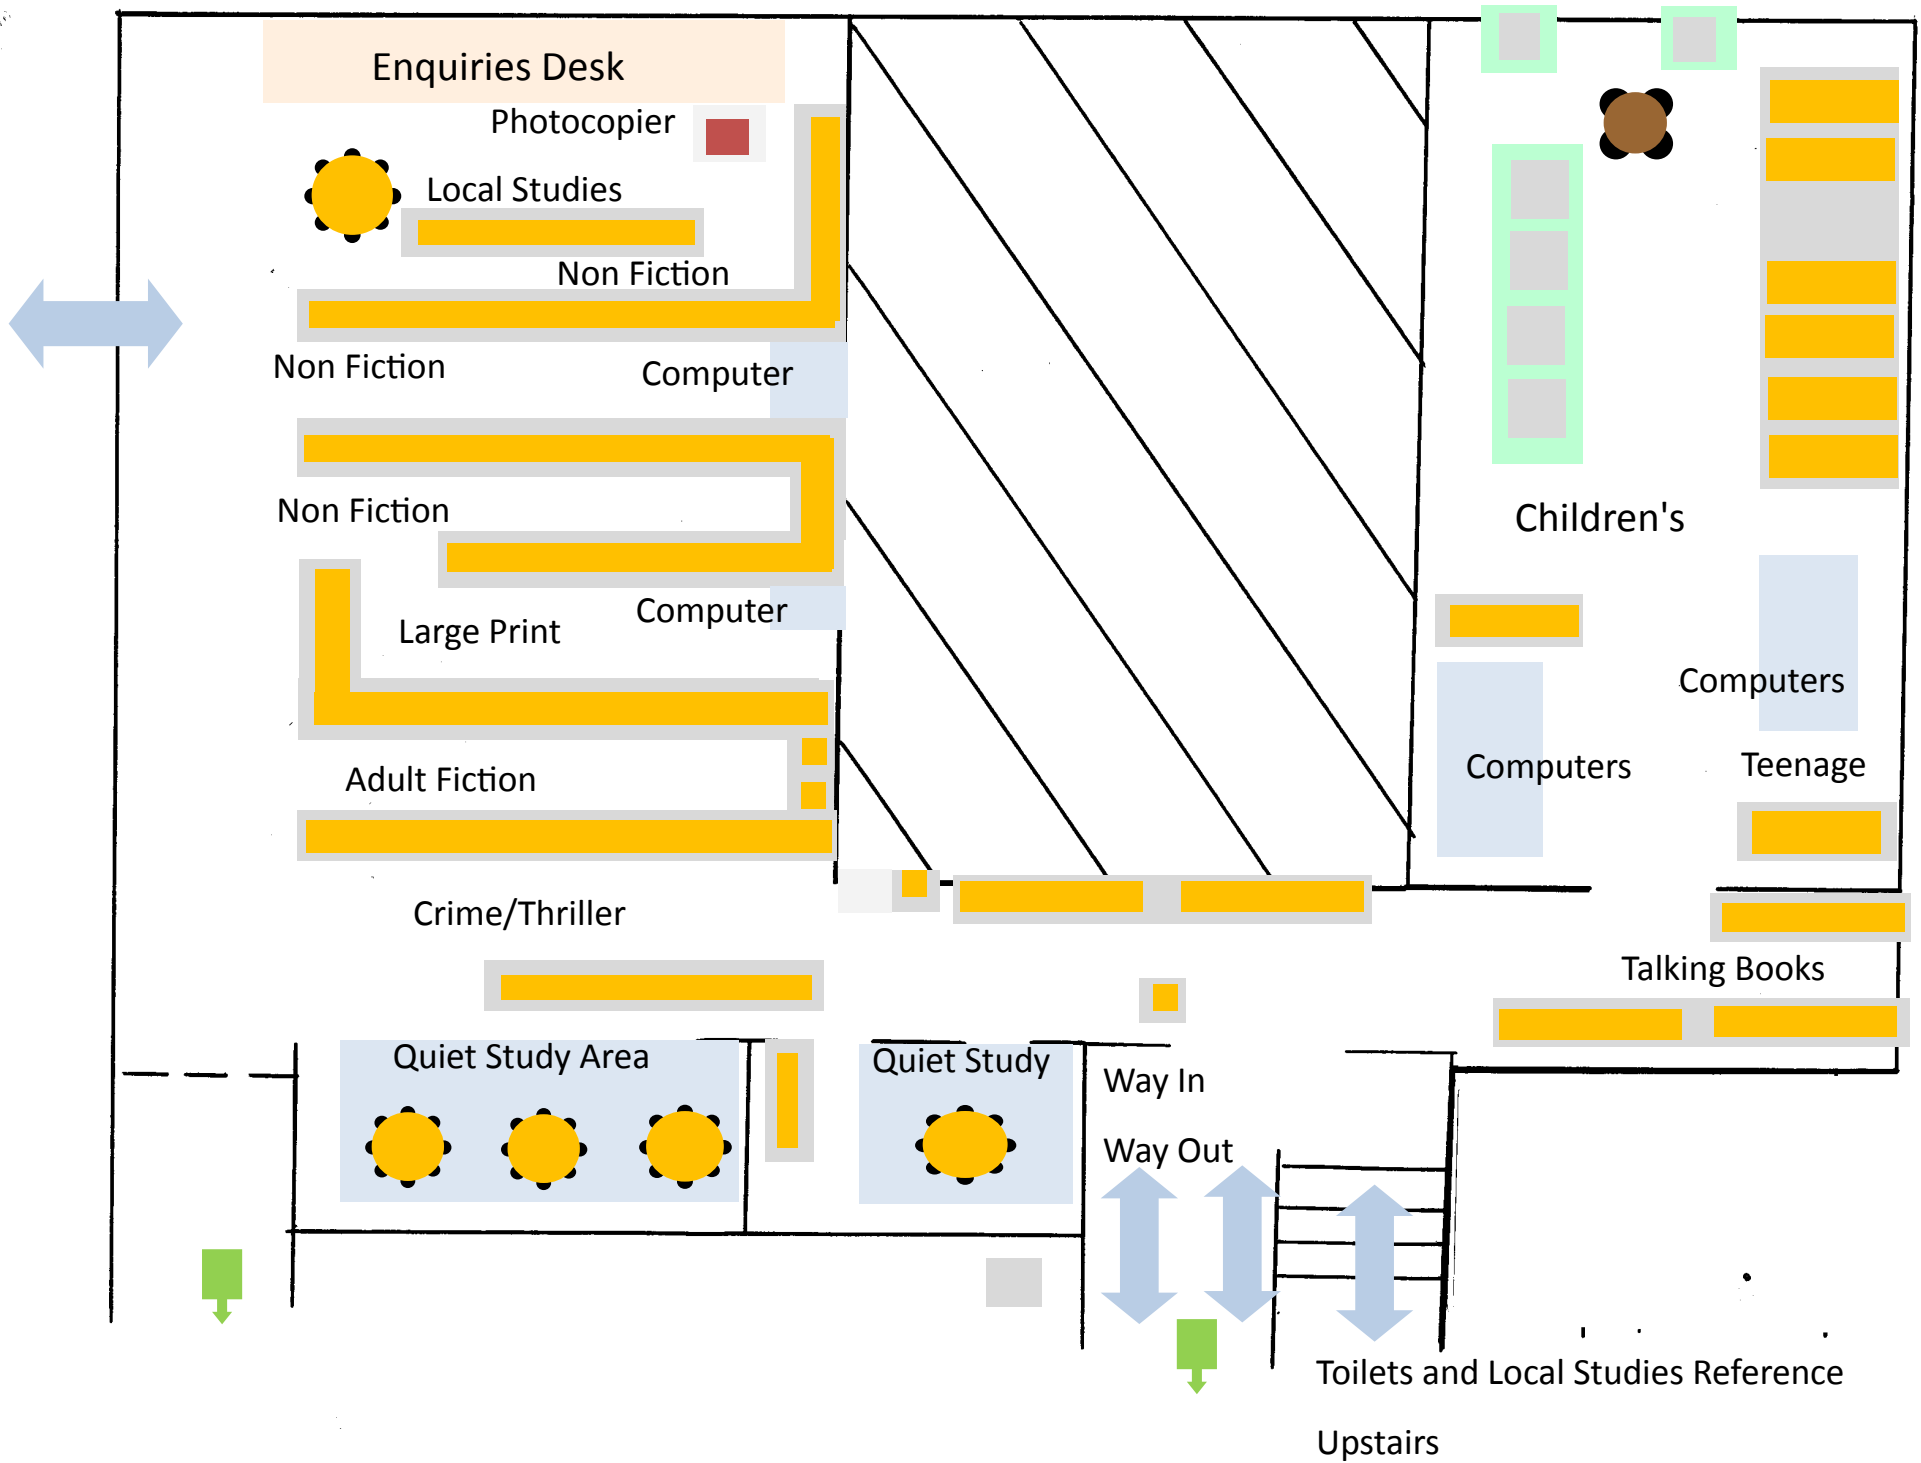 Enquiries Desk
Photocopier
Local Studies
Non Fiction
Non Fiction
Computer
Non Fiction
Computer
Large Print
Adult Fiction
Crime/Thriller
Children's
Computers
Computers
Teenage
Talking Books
Quiet Study Area
Quiet Study
Way In
Way Out
Toilets and Local Studies Reference
Upstairs